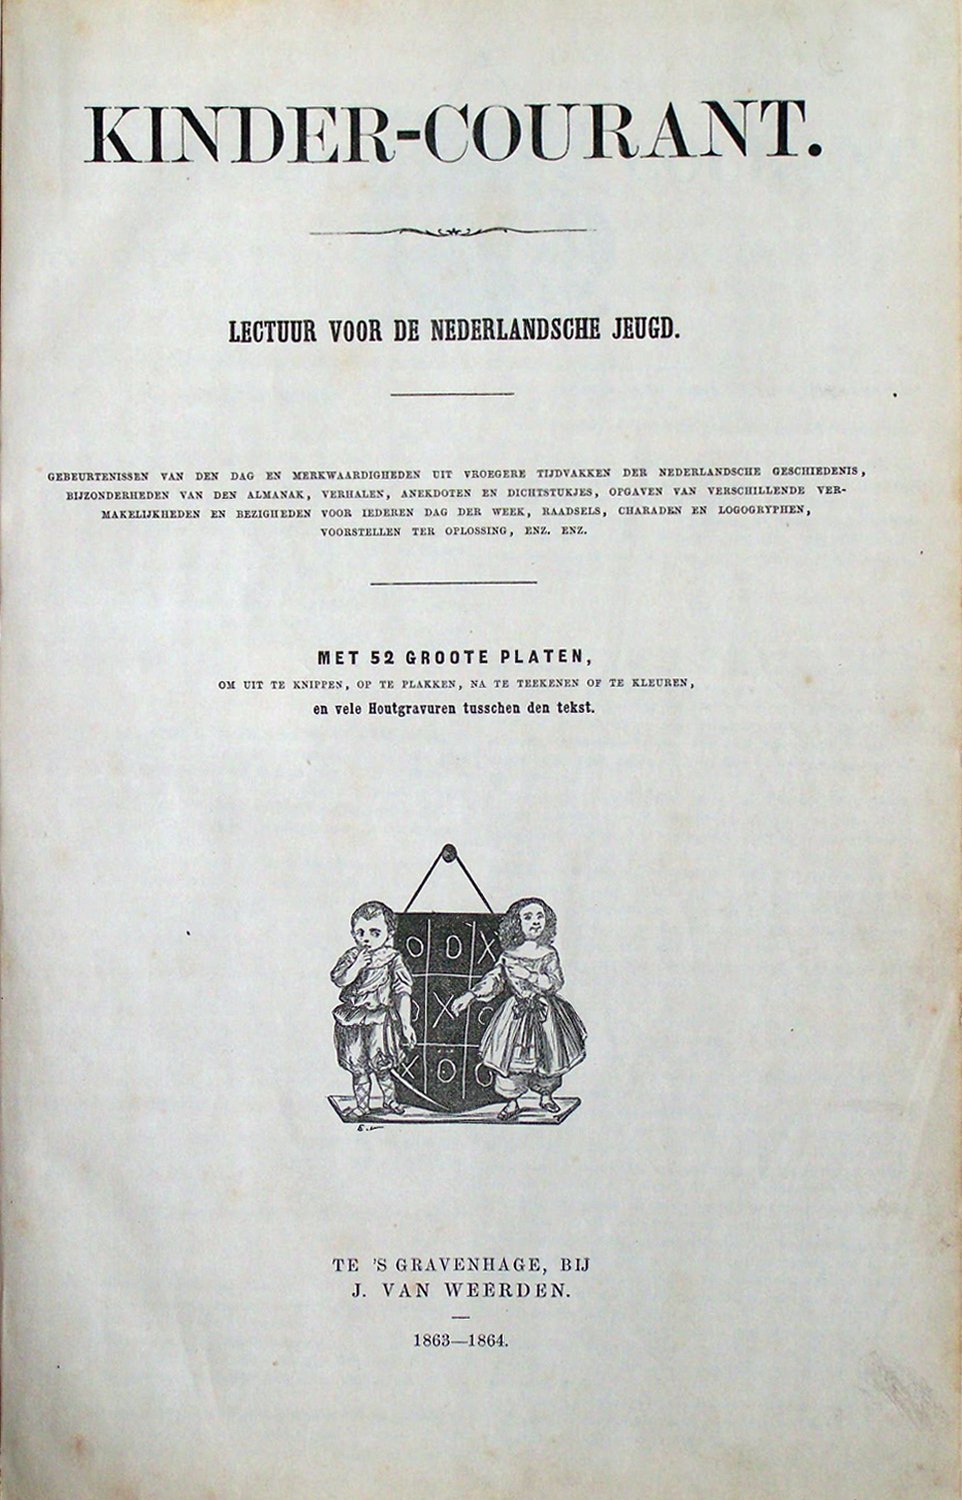 KINDER-COURANT.
LECTUUR VOOR DE NEDERLANDSCHE JEUGD.
GEBEURTENISSEN VAN DEN DAG EN MERKWAARDIGHEDEN UIT VROEGERE TIJDVAKKEN DER NEDERLANDSCHE GESCHIEDENIS,
BIJZONDERHEDEN VAN DEN ALMANAK, VERHALEN, ANEKDOTEN EN DICHTSTUKJES, OPGAVEN VAN VERSCHILLENDE VER-
MAKELIJKHEDEN EN BEZIGHEDEN VOOR IEDEREN DAG DER WEEK, RAADSELS, CHARADEN EN LOGOGRYPHEN,
VOORSTELLEN TER OPLOSSING, ENZ. ENZ.
MET 52 GROOTE PLATEN,
OM UIT TE KNIPPEN, OP TE PLAKKEN, NA TE TEEKENEN OF TE KLEUREN,
en vele Houtgravuren tusschen den tekst.
O O X
O X O
X O O
TE 'S GRAVENHAGE, BIJ
J. VAN WEERDEN.
1863—1864.